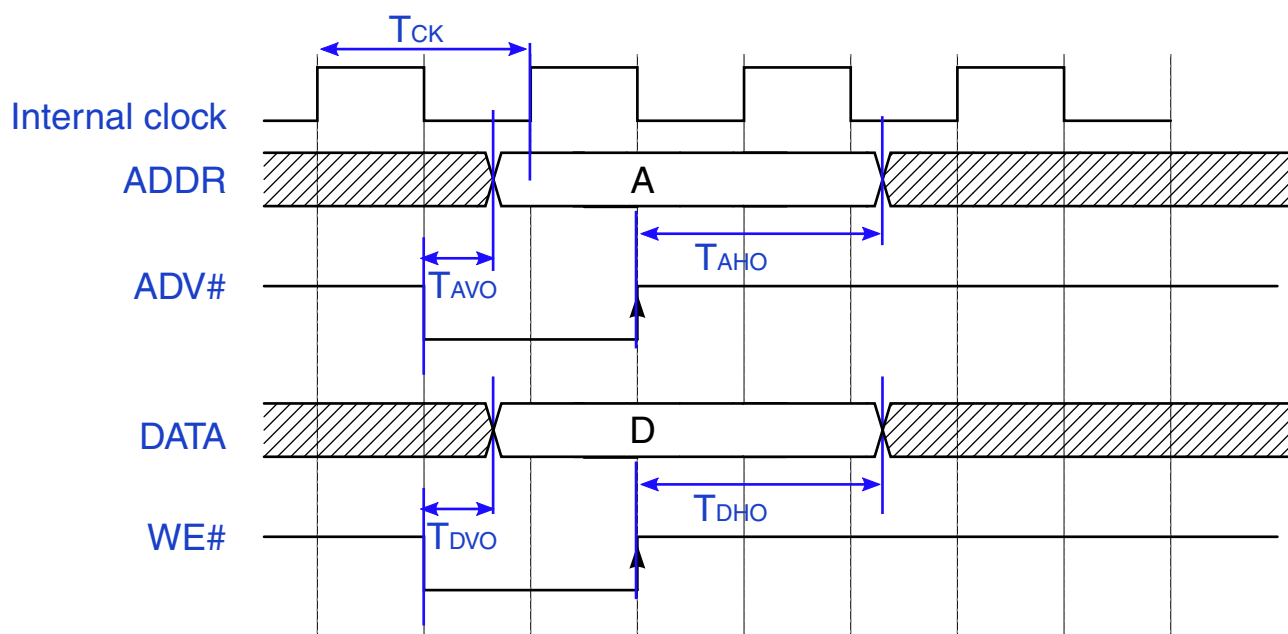 TCK
Internal clock
ADDR
A
TAHO
ADV#
TAVO
DATA
D
TDHO
WE#
TDVO